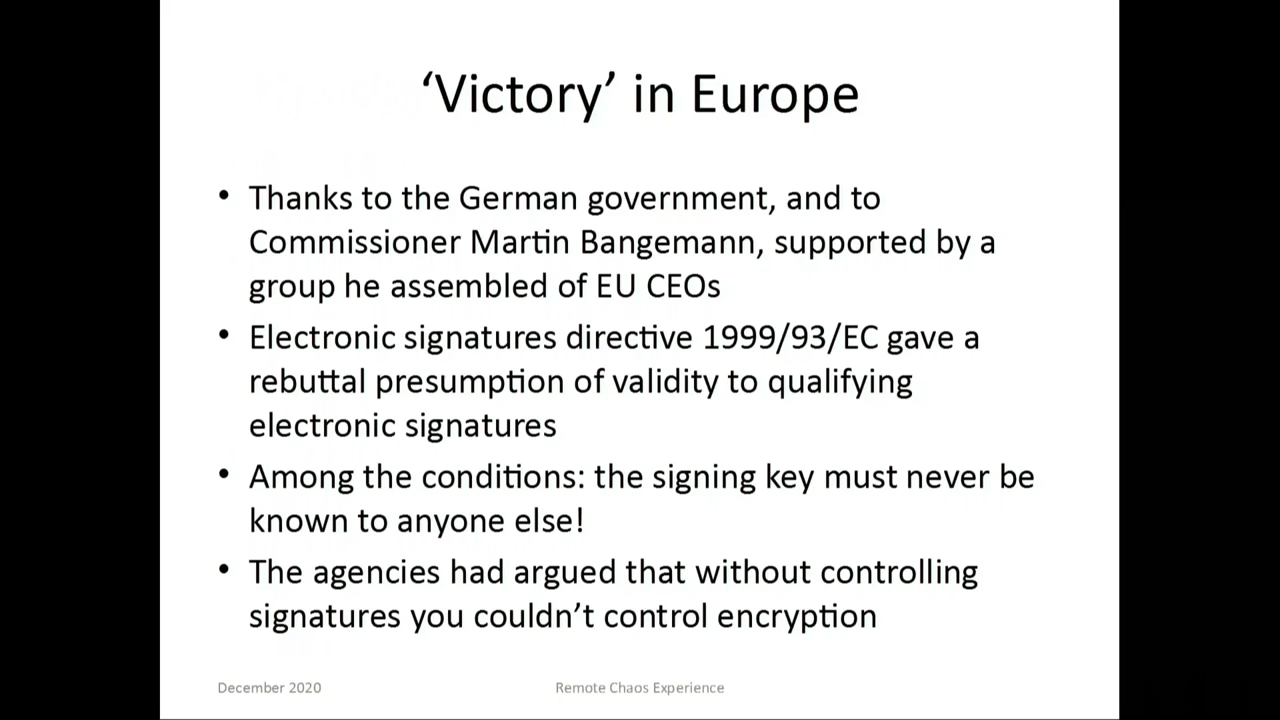 ‘Victory’ in Europe
• Thanks to the German government, and to
Commissioner Martin Bangemann, supported by a
group he assembled of EU CEOs
• Electronic signatures directive 1999/93/EC gave a
rebuttal presumption of validity to qualifying
electronic signatures
• Among the conditions: the signing key must never be
known to anyone else!
• The agencies had argued that without controlling
signatures you couldn’t control encryption
December 2020
Remote Chaos Experience